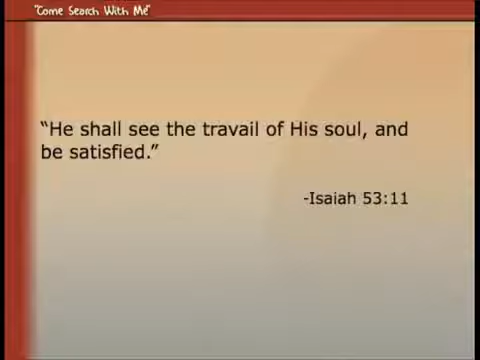 "Come Search With Me"
“He shall see the travail of His soul, and
be satisfied.”
-Isaiah 53:11